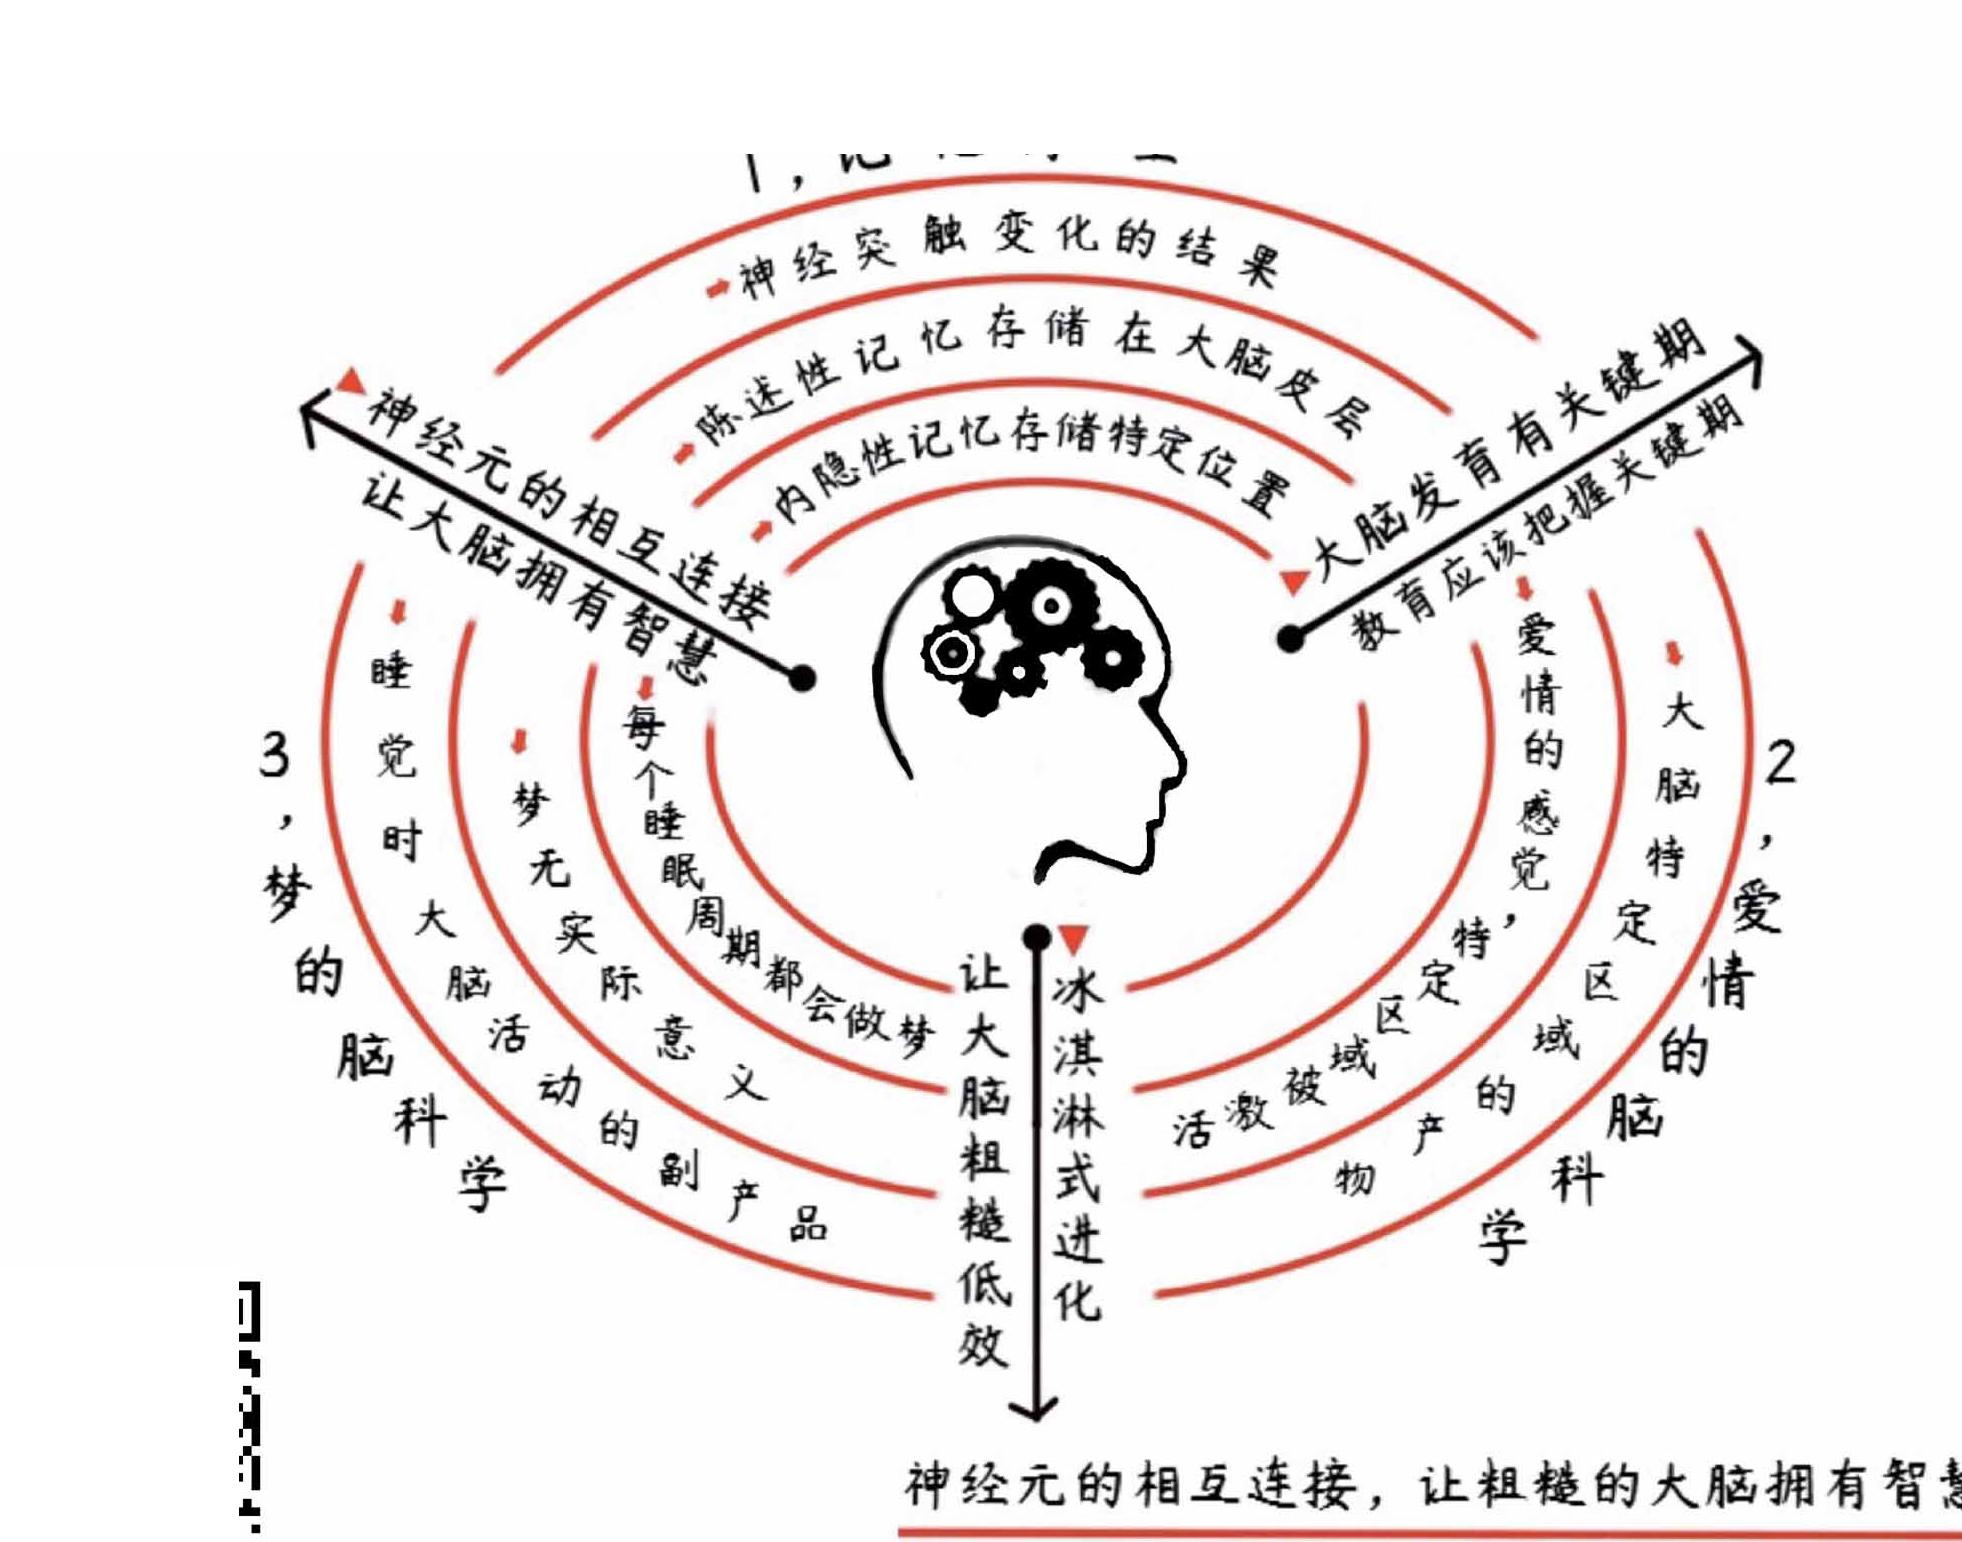 神经突触变化的结果
陈述性记忆存储在大脑皮层
内隐性记忆存储特定位置
神经元的相互连接
让大脑拥有智慧
大脑发育有关键期
教育应该把握关键期
2，爱情的脑科学
大脑特定区域的产物
爱情的感觉，特定区域被激活
3，梦的脑科学
睡觉时大脑活动的副产品
梦无实际意义
每个睡眠周期都会做梦
冰淇淋式进化
让大脑粗糙低效
神经元的相互连接，让粗糙的大脑拥有智慧